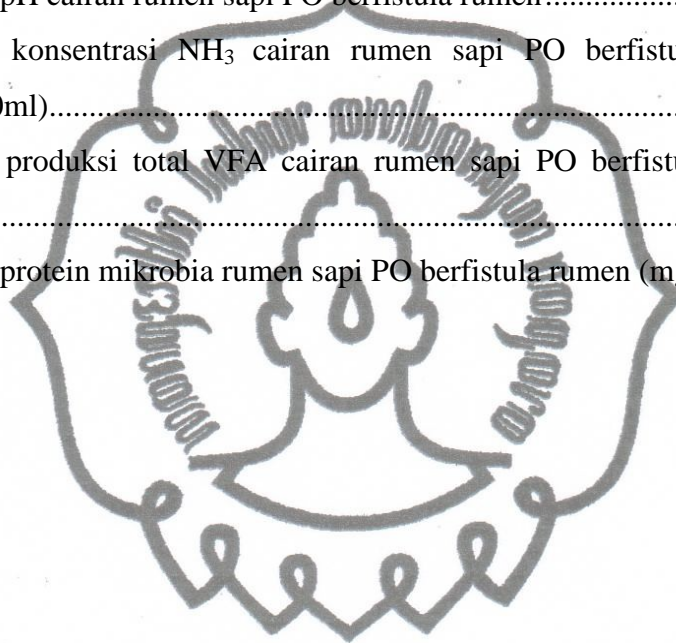 pH cairan rumen sapi PO berfistula rumen....................
konsentrasi NH₃ cairan rumen sapi PO berfistu
0ml)................................................................................
produksi total VFA cairan rumen sapi PO berfistu
................................................................................
protein mikrobia rumen sapi PO berfistula rumen (m